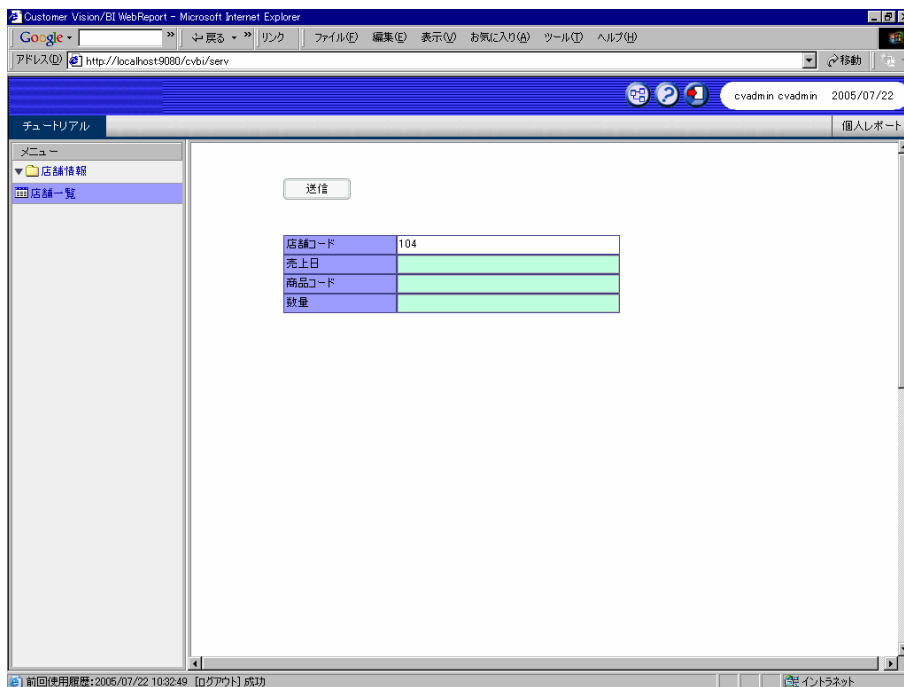 Customer Vision/BI WebReport - Microsoft Internet Explorer
Google » 戻る » リンク ファイル(F) 編集(E) 表示(V) お気に入り(A) ツール(T) ヘルプ(H)
アドレス(D) http://localhost:9080/cvbi/serv 移動
cvadmin cvadmin 2005/07/22
チュートリアル 個人レポート
メニュー
店舗情報
店舗一覧
送信
店舗コード 104
売上日
商品コード
数量
前回使用履歴:2005/07/22 10:32:49 [ログアウト]成功 イントラネット